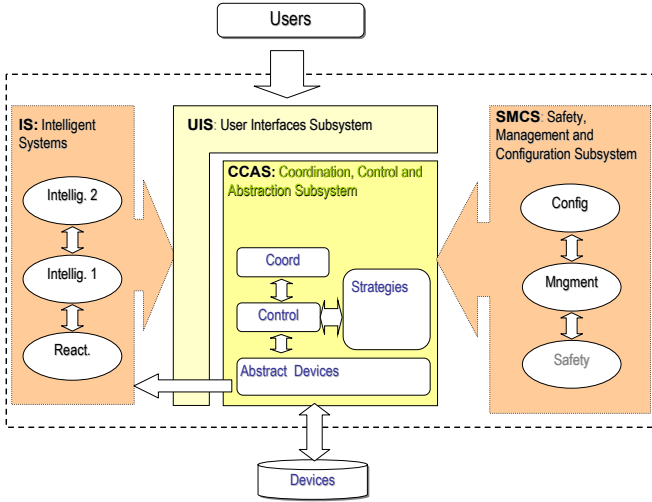 Users
IS: Intelligent
Systems
Intellig. 2
Intellig. 1
React.
UIS: User Interfaces Subsystem
CCAS: Coordination, Control and
Abstraction Subsystem
Coord
Control
Strategies
Abstract Devices
SMCS: Safety,
Management and
Configuration Subsystem
Config
Mngment
Safety
Devices